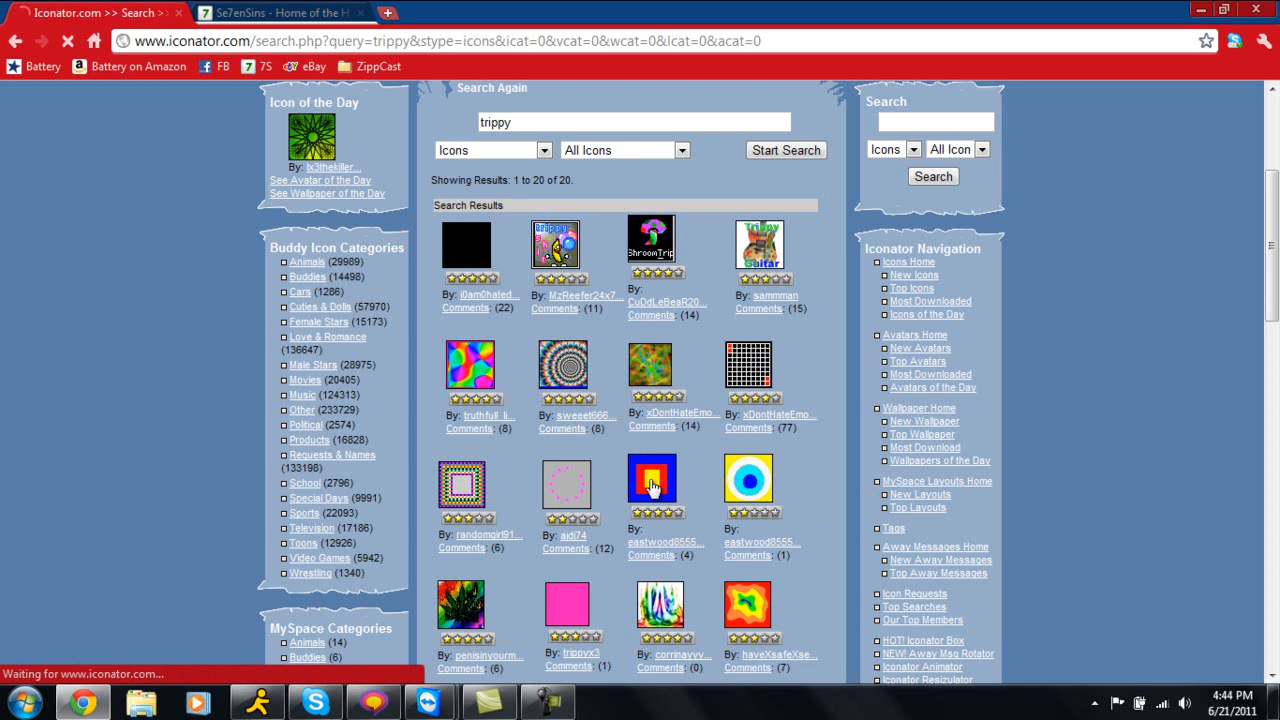 Iconator.com >> Search >
Se7enSins - Home of the H
www.iconator.com/search.php?query=trippy&stype=icons&icat=0&vcat=0&wcat=0&lcat=0&acat=0
Battery
Battery on Amazon
FB
7S
eBay
ZippCast
Icon of the Day
By: lx3thekiller...
See Avatar of the Day
See Wallpaper of the Day
Buddy Icon Categories
Animals (29989)
Buddies (14498)
Cars (1286)
Cuties & Dolls (57970)
Female Stars (15173)
Love & Romance
(136647)
Male Stars (28975)
Movies (20405)
Music (124313)
Other (233729)
Political (2574)
Products (16828)
Requests & Names
(133198)
School (2796)
Special Days (9991)
Sports (22093)
Television (17186)
Toons (12926)
Video Games (5942)
Wrestling (1340)
MySpace Categories
Animals (14)
Buddies (6)
Search Again
trippy
Icons
All Icons
Start Search
Showing Results: 1 to 20 of 20.
Search Results
trippy
ShroomTrip
Trippy
Guitar
By: i0am0hated...
Comments: (22)
By: MzReefer24x7...
Comments: (11)
By:
CuDdLeBeaR20...
Comments: (14)
By: sammman
Comments: (15)
By: truthfull_li...
Comments: (8)
By: sweeet666...
Comments: (8)
By: xDontHateEmo...
Comments: (14)
By: xDontHateEmo...
Comments: (77)
By: randomgirl91...
Comments: (6)
By: ajdj74
Comments: (12)
By:
eastwood8555...
Comments: (4)
By:
eastwood8555...
Comments: (1)
By: penisinyourm...
Comments: (6)
By: trippyx3
Comments: (1)
By: corrinavvv...
Comments: (0)
By: haveXsafeXse...
Comments: (7)
Search
Icons
All Icon
Search
Iconator Navigation
Icons Home
New Icons
Top Icons
Most Downloaded
Icons of the Day
Avatars Home
New Avatars
Top Avatars
Most Downloaded
Avatars of the Day
Wallpaper Home
New Wallpaper
Top Wallpaper
Most Download
Wallpapers of the Day
MySpace Layouts Home
New Layouts
Top Layouts
Tags
Away Messages Home
New Away Messages
Top Away Messages
Icon Requests
Top Searches
Our Top Members
HOT! Iconator Box
NEW! Away Msg Rotator
Iconator Animator
Iconator Resizulator
Waiting for www.iconator.com...
4:44 PM
6/21/2011